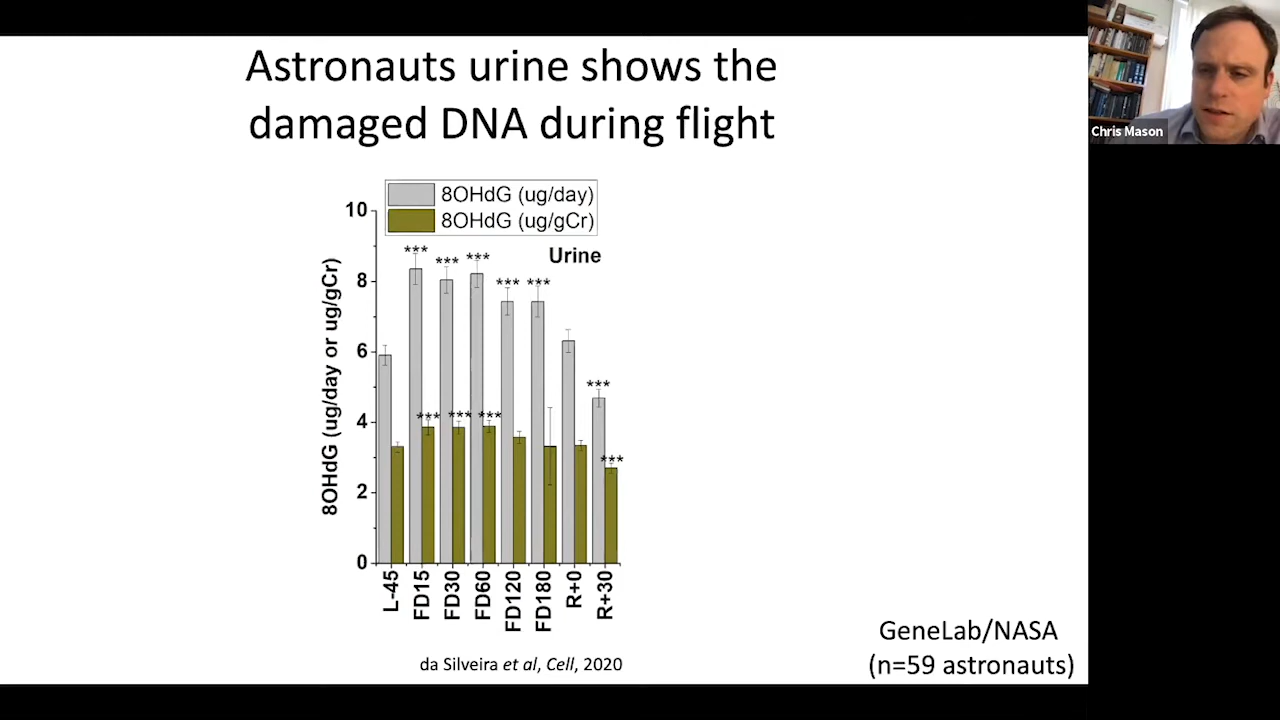 Astronauts urine shows the
damaged DNA during flight
8OHdG (ug/day)
8OHdG (ug/gCr)
Urine
8OHdG (ug/day or ug/gCr)
10
8
6
4
2
0
*** *** *** *** *** ***
*** *** *** ***
L-45 FD15 FD30 FD60 FD120 FD180 R+0 R+30
da Silveira et al, Cell, 2020
GeneLab/NASA
(n=59 astronauts)
Chris Mason